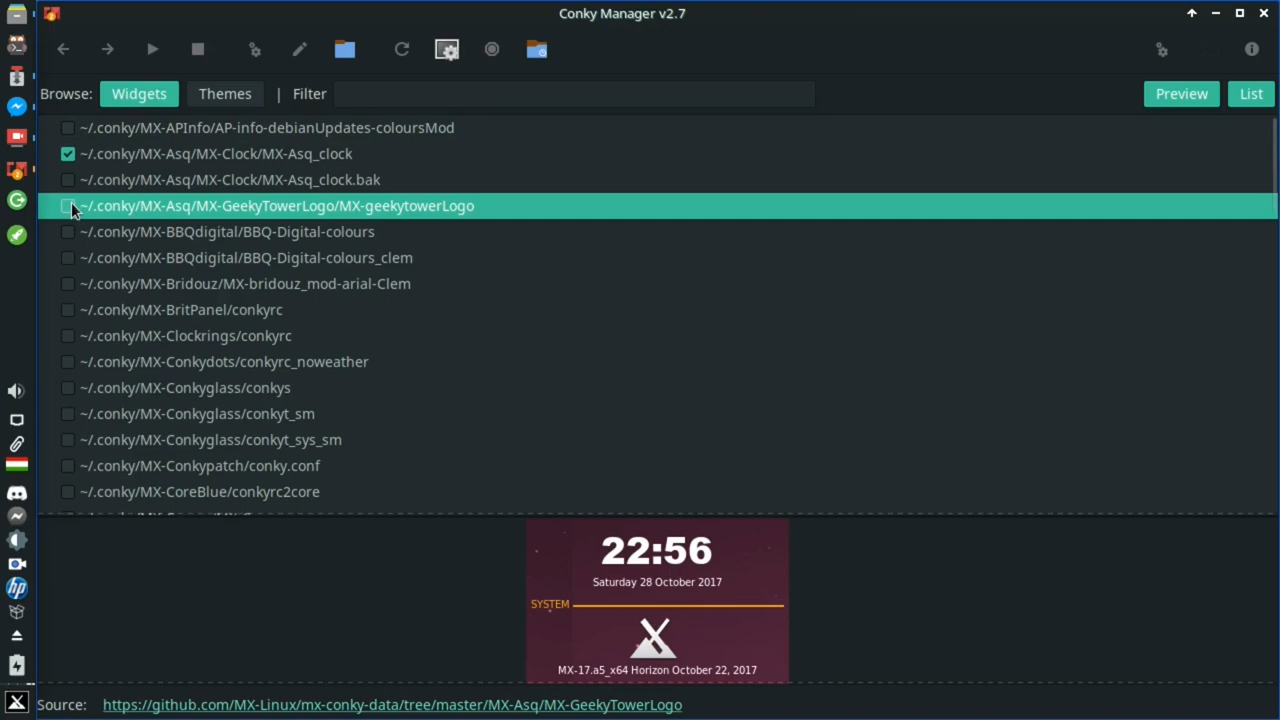 Conky Manager v2.7
Browse: Widgets Themes | Filter Preview List
~/.conky/MX-APInfo/AP-info-debianUpdates-coloursMod
~/.conky/MX-Asq/MX-Clock/MX-Asq_clock
~/.conky/MX-Asq/MX-Clock/MX-Asq_clock.bak
~/.conky/MX-Asq/MX-GeekyTowerLogo/MX-geekytowerLogo
~/.conky/MX-BBQdigital/BBQ-Digital-colours
~/.conky/MX-BBQdigital/BBQ-Digital-colours_clem
~/.conky/MX-Bridouz/MX-bridouz_mod-arial-Clem
~/.conky/MX-BritPanel/conkyrc
~/.conky/MX-Clockrings/conkyrc
~/.conky/MX-Conkydots/conkyrc_noweather
~/.conky/MX-Conkyglass/conkys
~/.conky/MX-Conkyglass/conkyt_sm
~/.conky/MX-Conkyglass/conkyt_sys_sm
~/.conky/MX-Conkypatch/conky.conf
~/.conky/MX-CoreBlue/conkyrc2core
22:56
Saturday 28 October 2017
SYSTEM
MX-17.a5_x64 Horizon October 22, 2017
hp
Source: https://github.com/MX-Linux/mx-conky-data/tree/master/MX-Asq/MX-GeekyTowerLogo